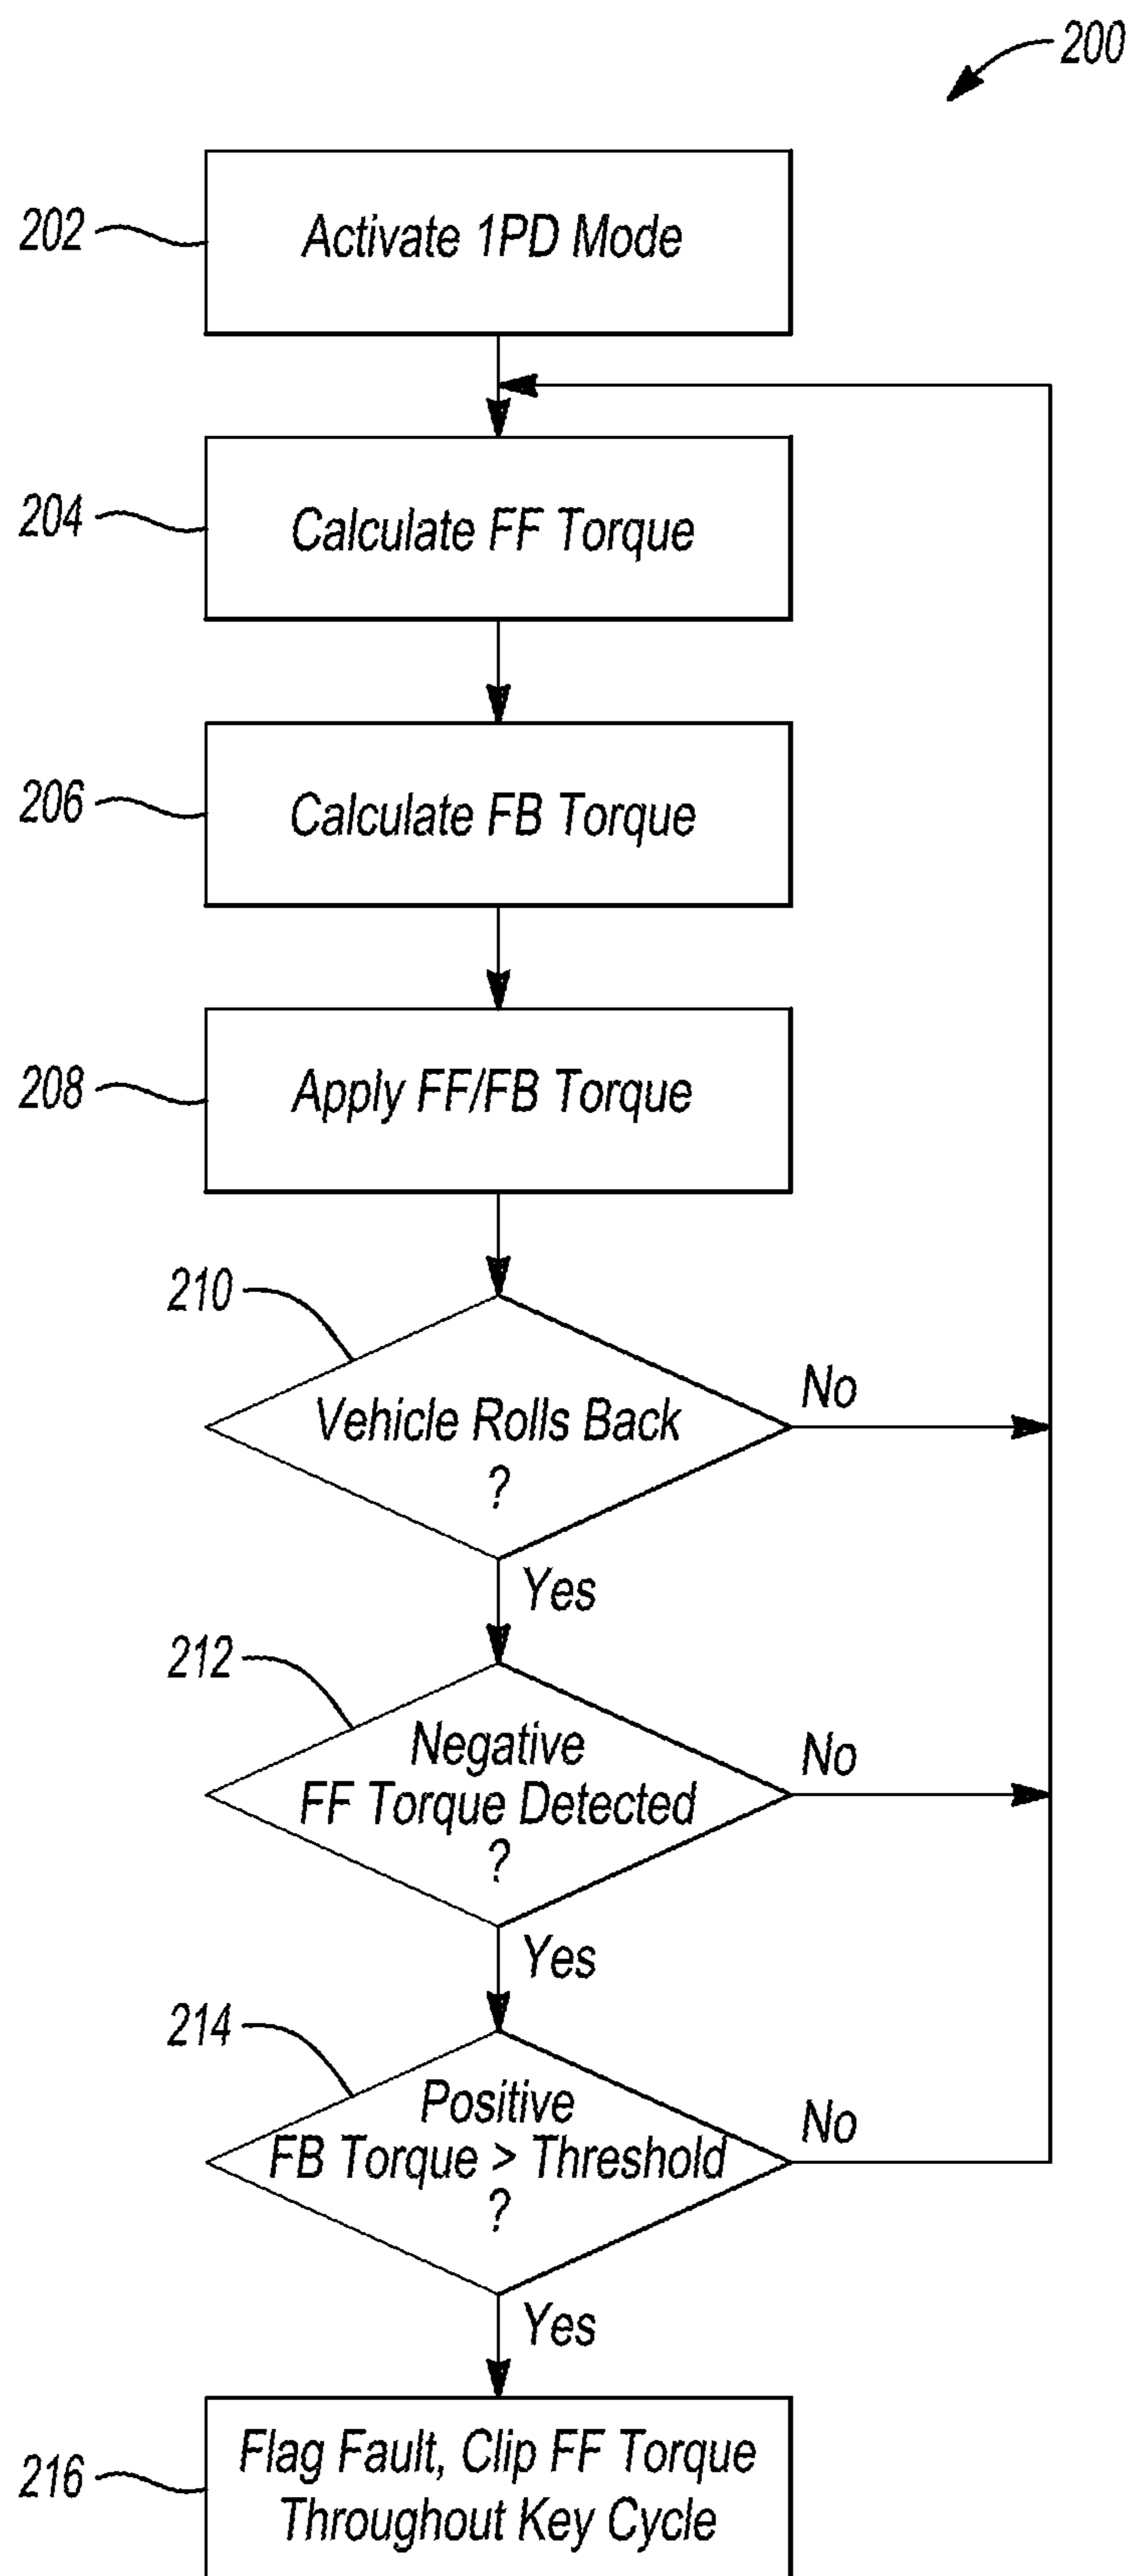 200
202
Activate 1PD Mode
204
Calculate FF Torque
206
Calculate FB Torque
208
Apply FF/FB Torque
210
Vehicle Rolls Back
?
No
Yes
212
Negative
FF Torque Detected
?
No
Yes
214
Positive
FB Torque > Threshold
?
No
Yes
216
Flag Fault, Clip FF Torque
Throughout Key Cycle